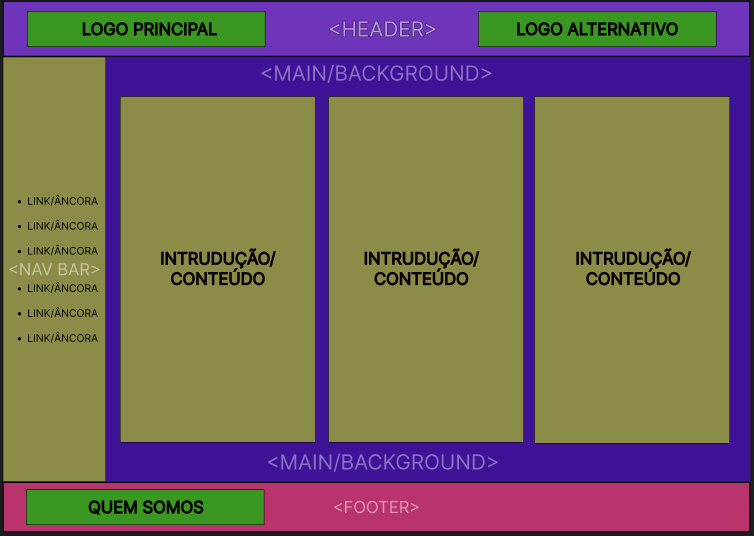 LOGO PRINCIPAL
<HEADER>
LOGO ALTERNATIVO
<MAIN/BACKGROUND>
• LINK/ÂNCORA
• LINK/ÂNCORA
• LINK/ÂNCORA
<NAV BAR>
• LINK/ÂNCORA
• LINK/ÂNCORA
• LINK/ÂNCORA
INTRUDUÇÃO/
CONTEÚDO
INTRUDUÇÃO/
CONTEÚDO
INTRUDUÇÃO/
CONTEÚDO
<MAIN/BACKGROUND>
QUEM SOMOS
<FOOTER>